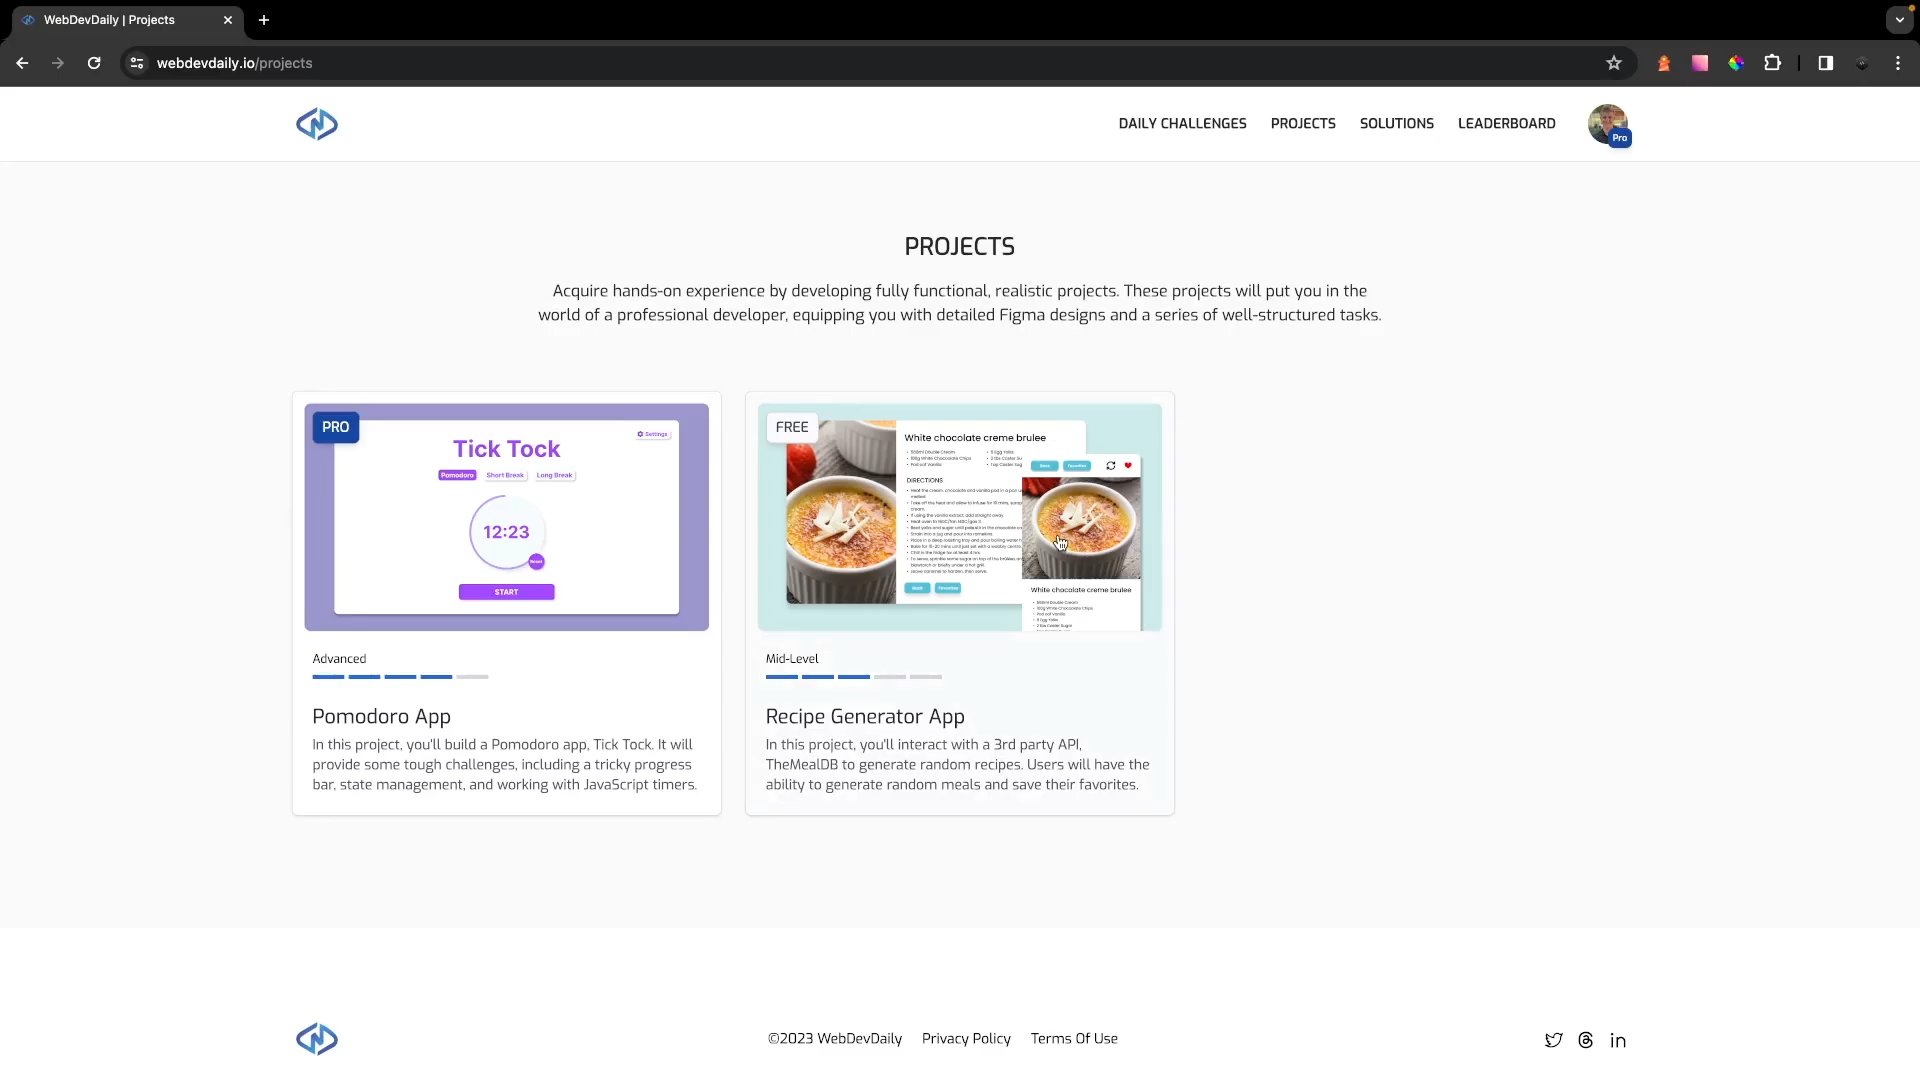 WebDevDaily | Projects
webdevdaily.io/projects
DAILY CHALLENGES PROJECTS SOLUTIONS LEADERBOARD
Pro
PROJECTS
Acquire hands-on experience by developing fully functional, realistic projects. These projects will put you in the
world of a professional developer, equipping you with detailed Figma designs and a series of well-structured tasks.
PRO
Settings
Tick Tock
Pomodoro Short Break Long Break
12:23
Reset
START
Advanced
Pomodoro App
In this project, you'll build a Pomodoro app, Tick Tock. It will
provide some tough challenges, including a tricky progress
bar, state management, and working with JavaScript timers.
FREE
White chocolate creme brulee
DIRECTIONS
White chocolate creme brulee
Mid-Level
Recipe Generator App
In this project, you'll interact with a 3rd party API,
TheMealDB to generate random recipes. Users will have the
ability to generate random meals and save their favorites.
©2023 WebDevDaily Privacy Policy Terms Of Use